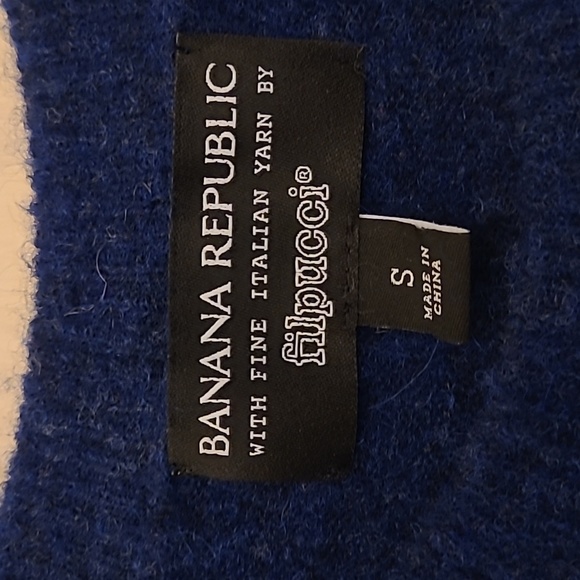 BANANA REPUBLIC
WITH FINE ITALIAN YARN BY
filpucci®
S
MADE IN
CHINA